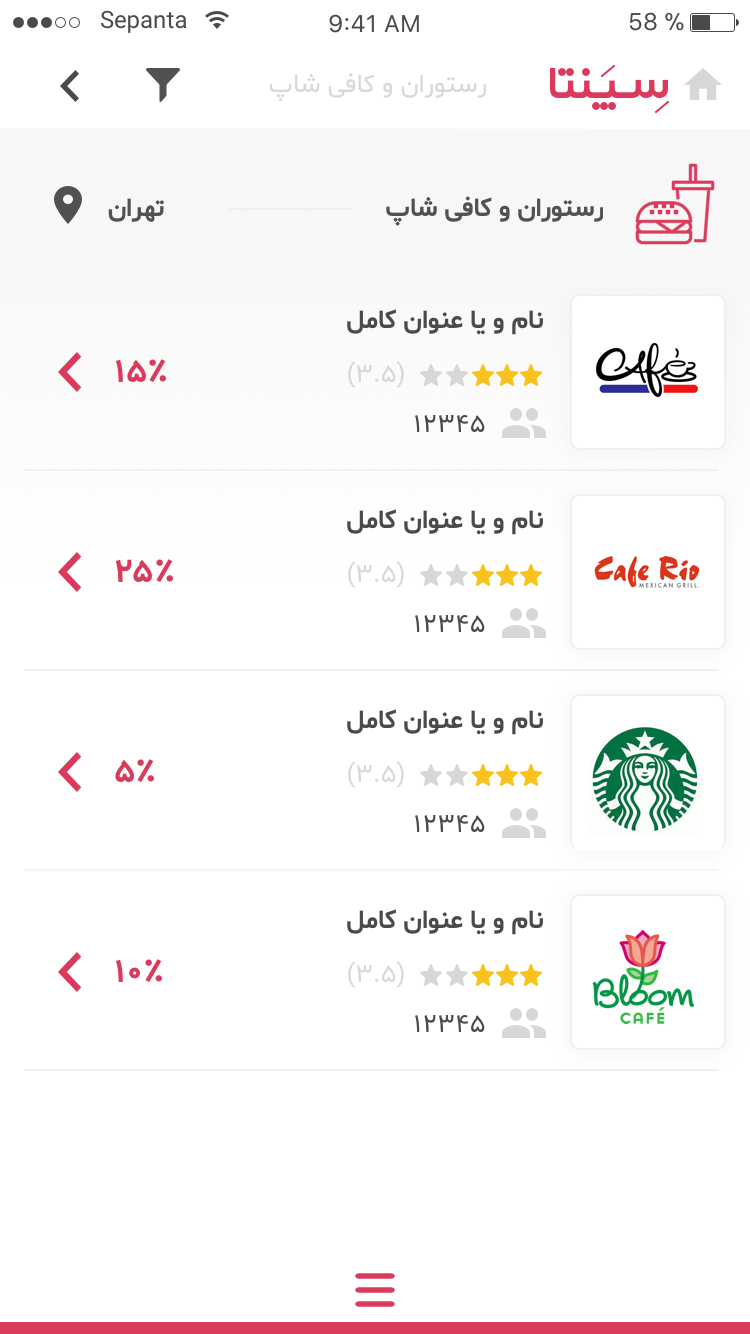 Sepanta 9:41 AM 58 %
سپنتا رستوران و کافی شاپ
رستوران و کافی شاپ تهران
Café
نام و یا عنوان کامل
(۳.۵) ۱۵٪
۱۲۳۴۵
Cafe Rio
MEXICAN GRILL.
نام و یا عنوان کامل
(۳.۵) ۲۵٪
۱۲۳۴۵
نام و یا عنوان کامل
(۳.۵) ۵٪
۱۲۳۴۵
Bloom
CAFÉ
نام و یا عنوان کامل
(۳.۵) ۱۰٪
۱۲۳۴۵